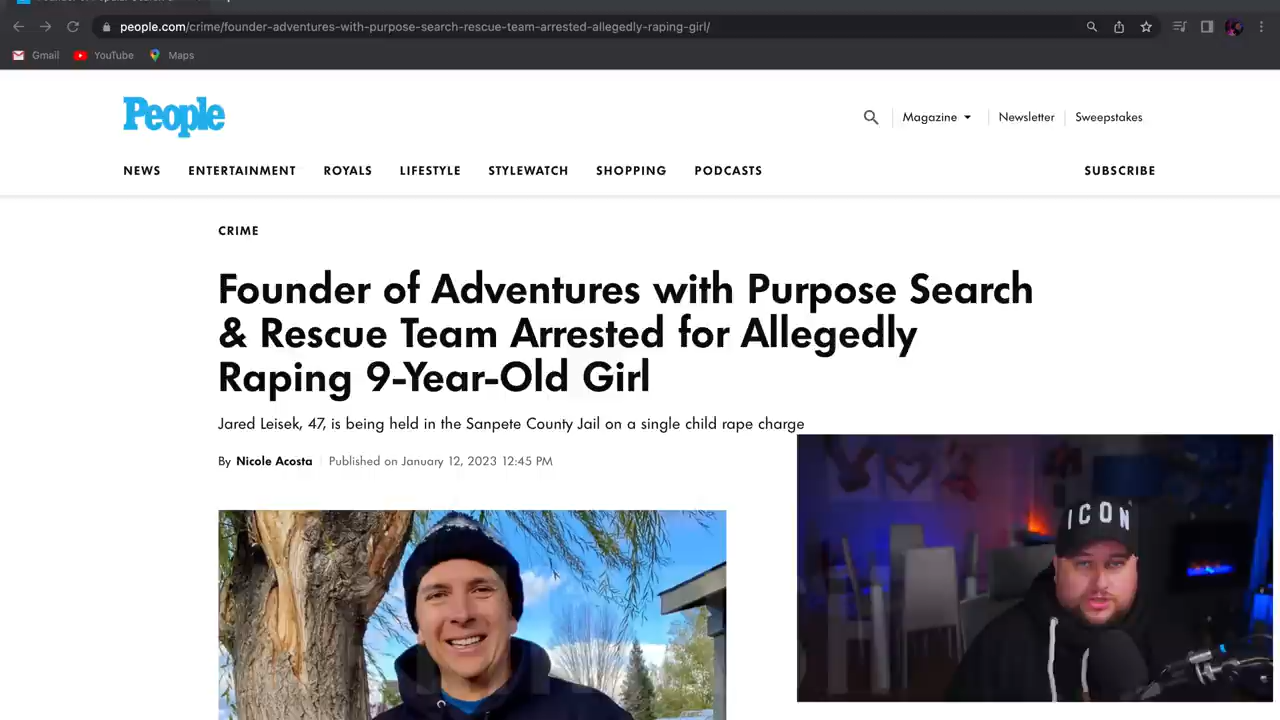 people.com/crime/founder-adventures-with-purpose-search-rescue-team-arrested-allegedly-raping-girl/
Gmail YouTube Maps
People
Magazine Newsletter Sweepstakes
NEWS ENTERTAINMENT ROYALS LIFESTYLE STYLEWATCH SHOPPING PODCASTS SUBSCRIBE
CRIME
Founder of Adventures with Purpose Search
& Rescue Team Arrested for Allegedly
Raping 9-Year-Old Girl
Jared Leisek, 47, is being held in the Sanpete County Jail on a single child rape charge
By Nicole Acosta Published on January 12, 2023 12:45 PM
ICON